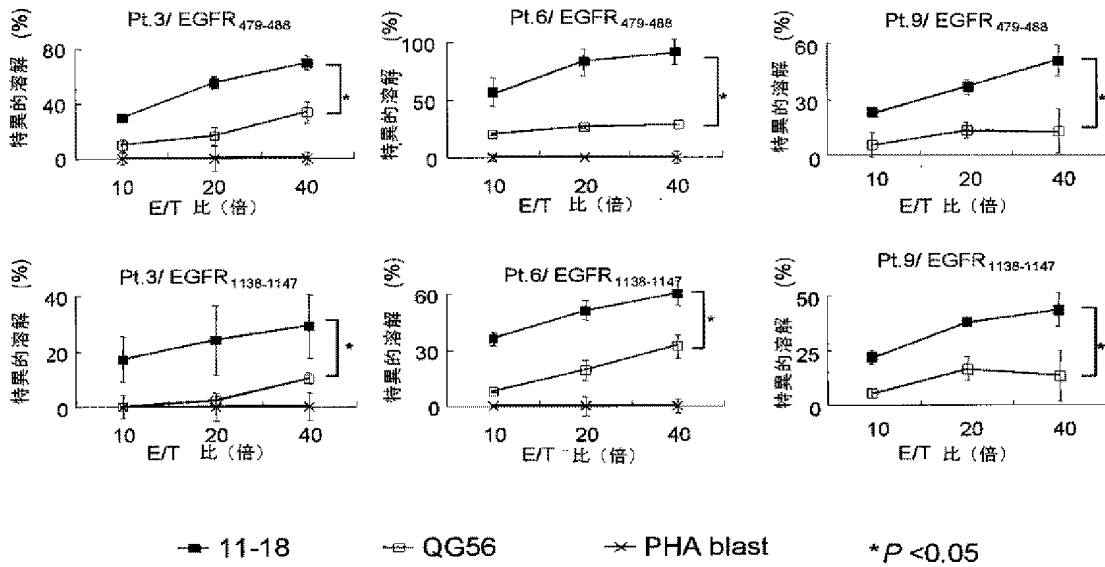 Pt.3/ EGFR479-488
(%)
特異的溶解
80
40
0
10 20 40
E/T 比（倍）
Pt.6/ EGFR479-488
(%)
特異的溶解
100
50
0
10 20 40
E/T 比（倍）
Pt.9/ EGFR479-488
(%)
特異的溶解
60
30
0
10 20 40
E/T 比（倍）
Pt.3/ EGFR1138-1147
(%)
特異的溶解
40
20
0
10 20 40
E/T 比（倍）
Pt.6/ EGFR1138-1147
(%)
特異的溶解
60
30
0
10 20 40
E/T 比（倍）
Pt.9/ EGFR1138-1147
(%)
特異的溶解
50
25
0
10 20 40
E/T 比（倍）
*
*
*
*
*
*
11-18 QG56 PHA blast *P <0.05